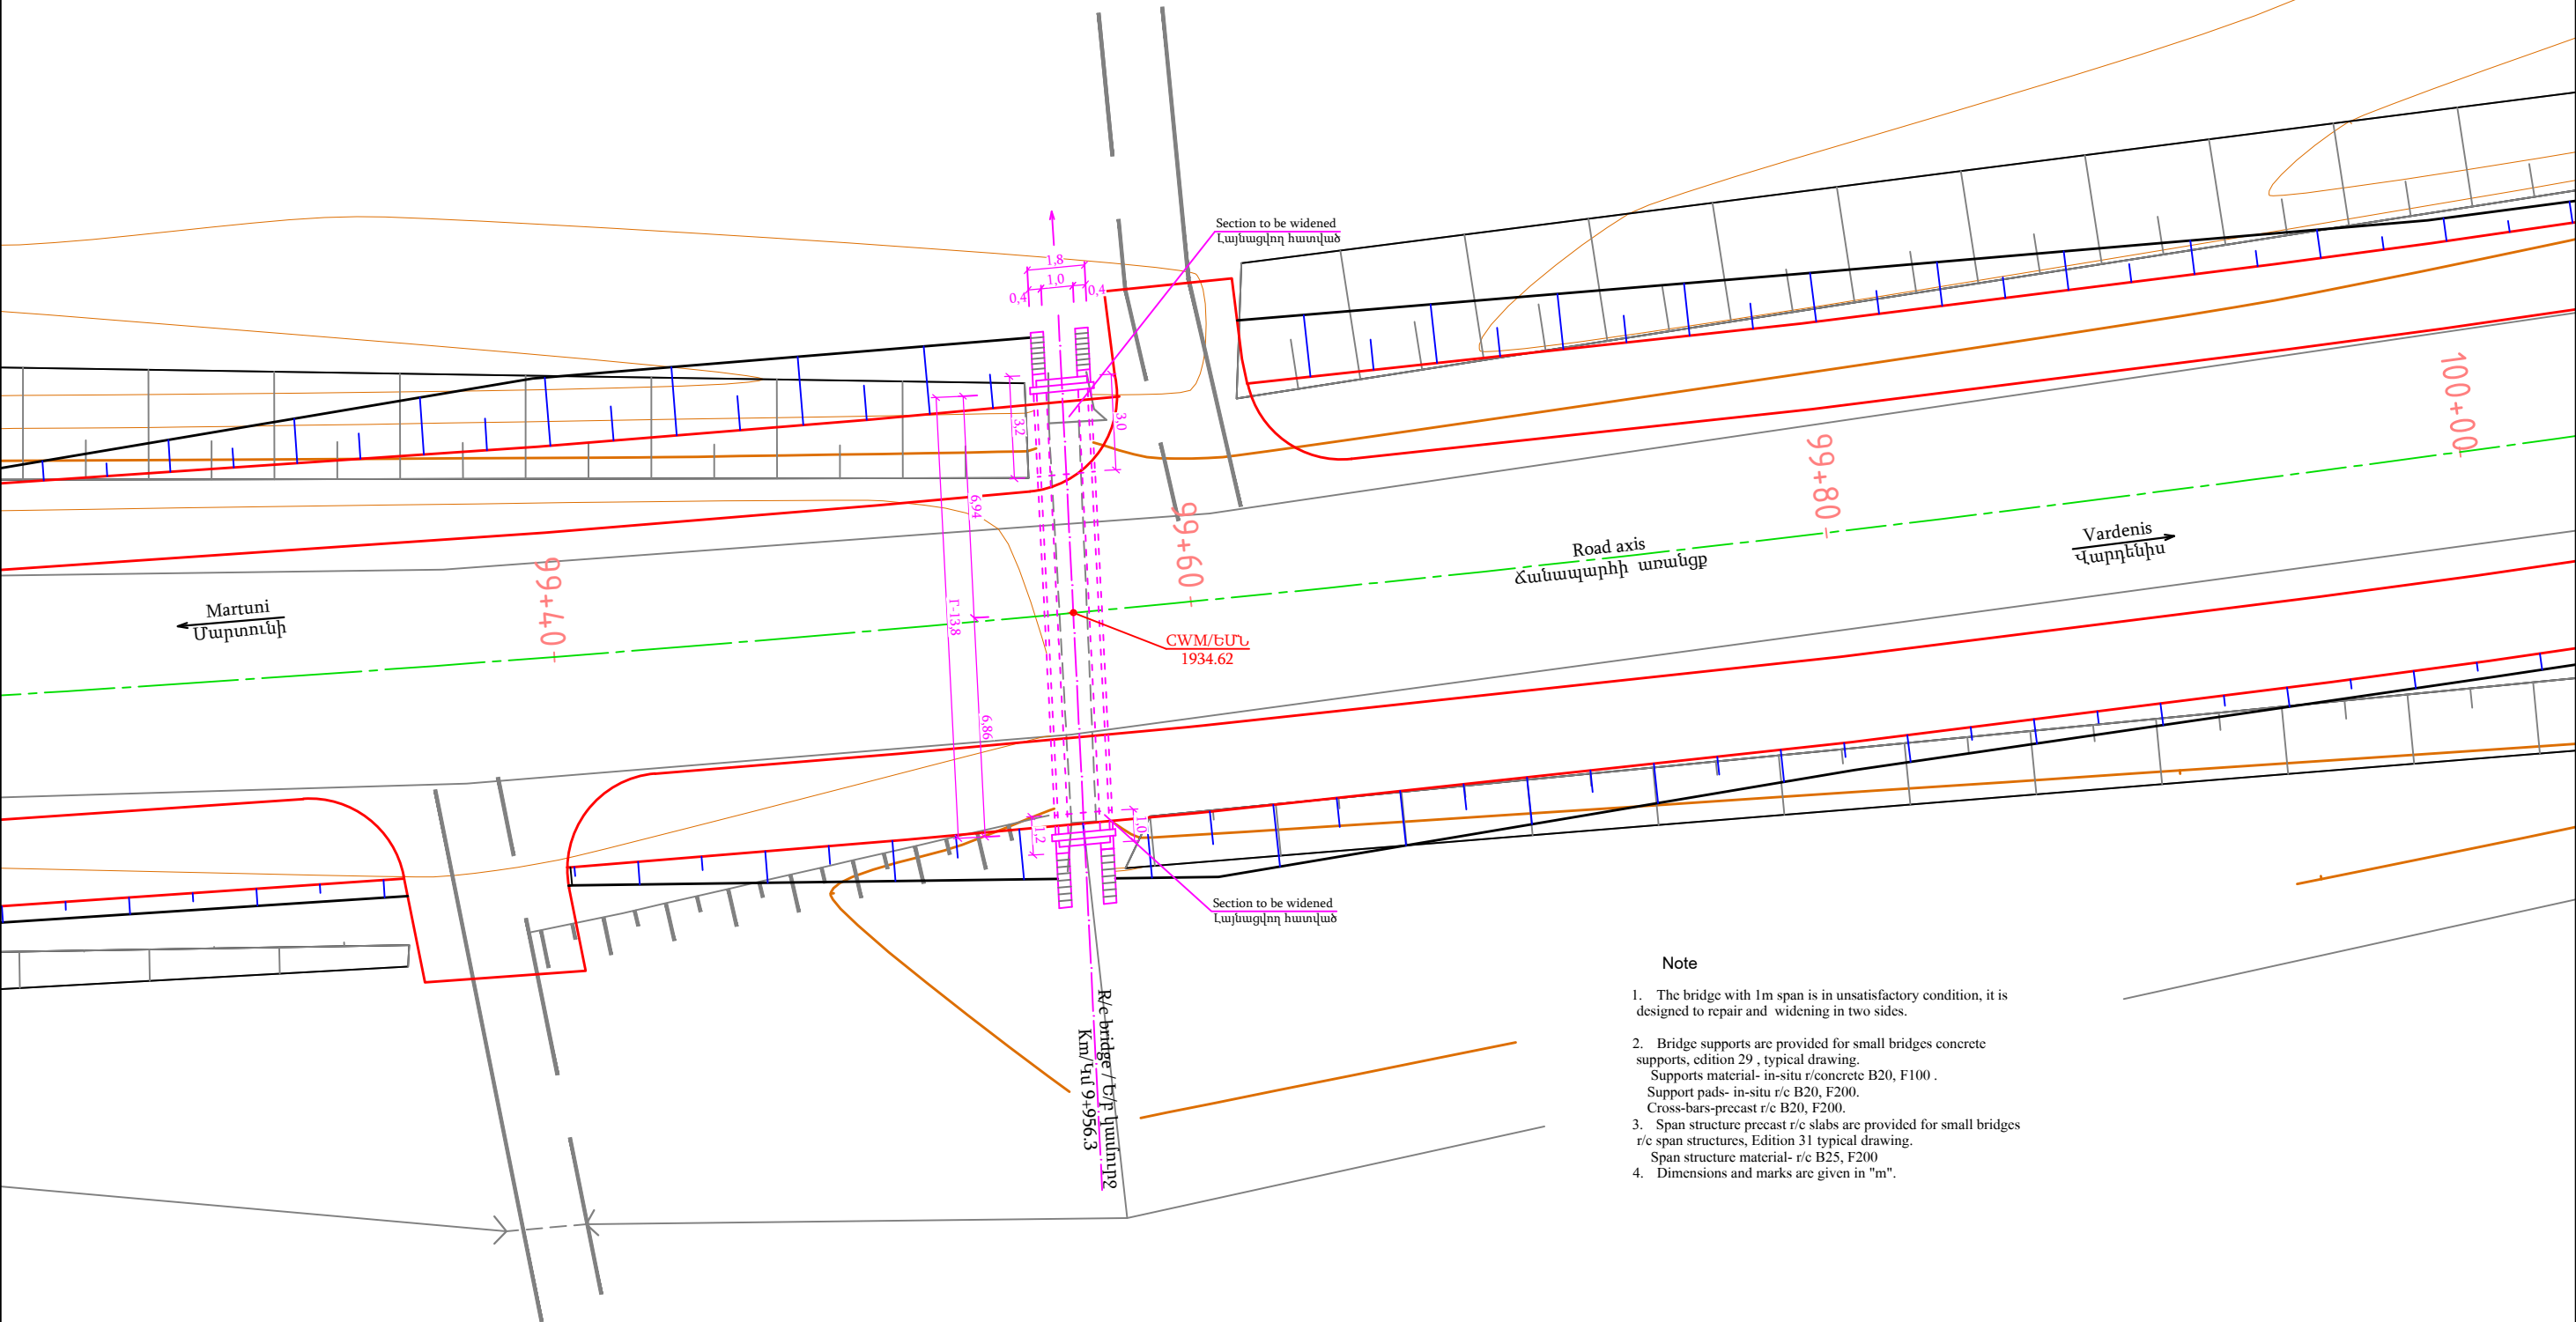 Section to be widened
Լայնացվող հատված
1,8
1,0
0,4
0,4
3,2
3,0
6,94
Г-13,8
6,86
99+40
99+60
99+80
100+00
Road axis
Ճանապարհի առանցք
Vardenis
Վարդենիս
Martuni
Մարտունի
CWM/ԵՄՆ
1934.62
1,2
1,0
Section to be widened
Լայնացվող հատված
R/c bridge / Ե/բ կամուրջ
Km/Կմ 9+956.3
Note
1. The bridge with 1m span is in unsatisfactory condition, it is
designed to repair and widening in two sides.
2. Bridge supports are provided for small bridges concrete
supports, edition 29 , typical drawing.
Supports material- in-situ r/concrete B20, F100 .
Support pads- in-situ r/c B20, F200.
Cross-bars-precast r/c B20, F200.
3. Span structure precast r/c slabs are provided for small bridges
r/c span structures, Edition 31 typical drawing.
Span structure material- r/c B25, F200
4. Dimensions and marks are given in "m".